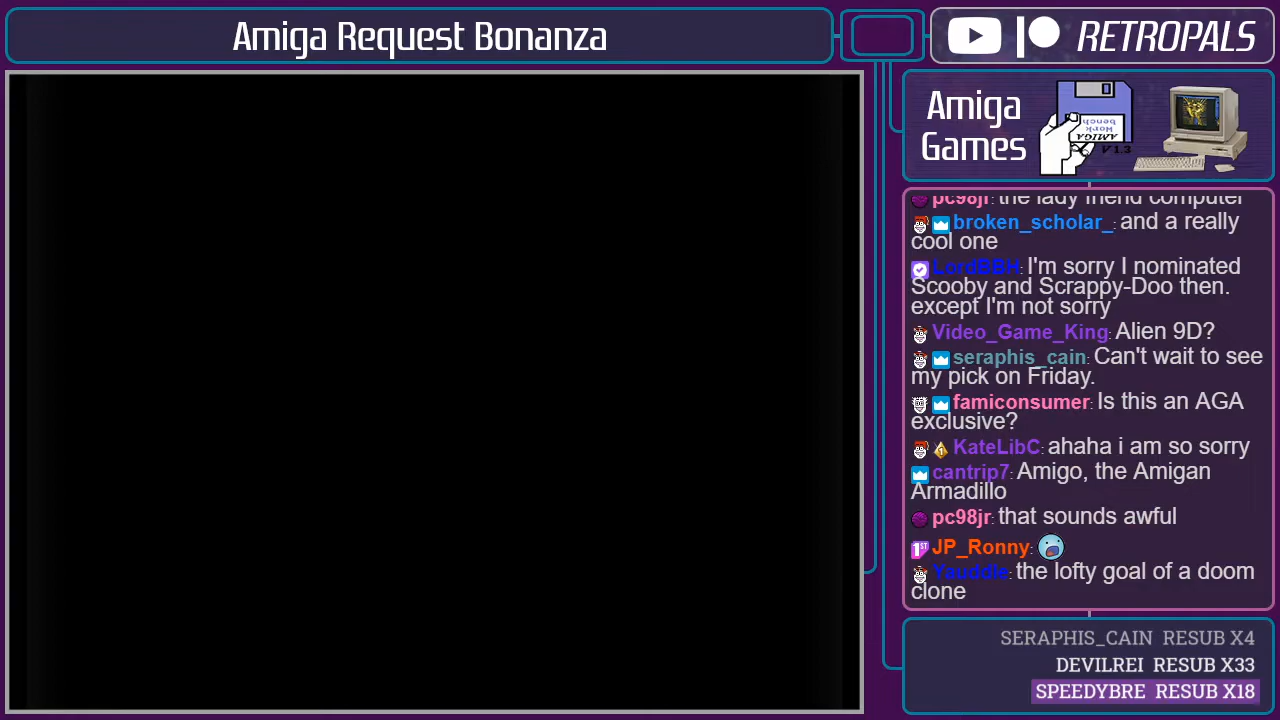 Amiga Request Bonanza
RETROPALS
Amiga
Games
Work
bench
AMIGA
V1.3
pc98jr: the lady friend computer
broken_scholar_: and a really
cool one
LordBBH: I'm sorry I nominated
Scooby and Scrappy-Doo then.
except I'm not sorry
Video_Game_King: Alien 9D?
seraphis_cain: Can't wait to see
my pick on Friday.
famiconsumer: Is this an AGA
exclusive?
KateLibC: ahaha i am so sorry
cantrip7: Amigo, the Amigan
Armadillo
pc98jr: that sounds awful
1ST JP_Ronny:
Yauddle: the lofty goal of a doom
clone
SERAPHIS_CAIN RESUB X4
DEVILREI RESUB X33
SPEEDYBRE RESUB X18